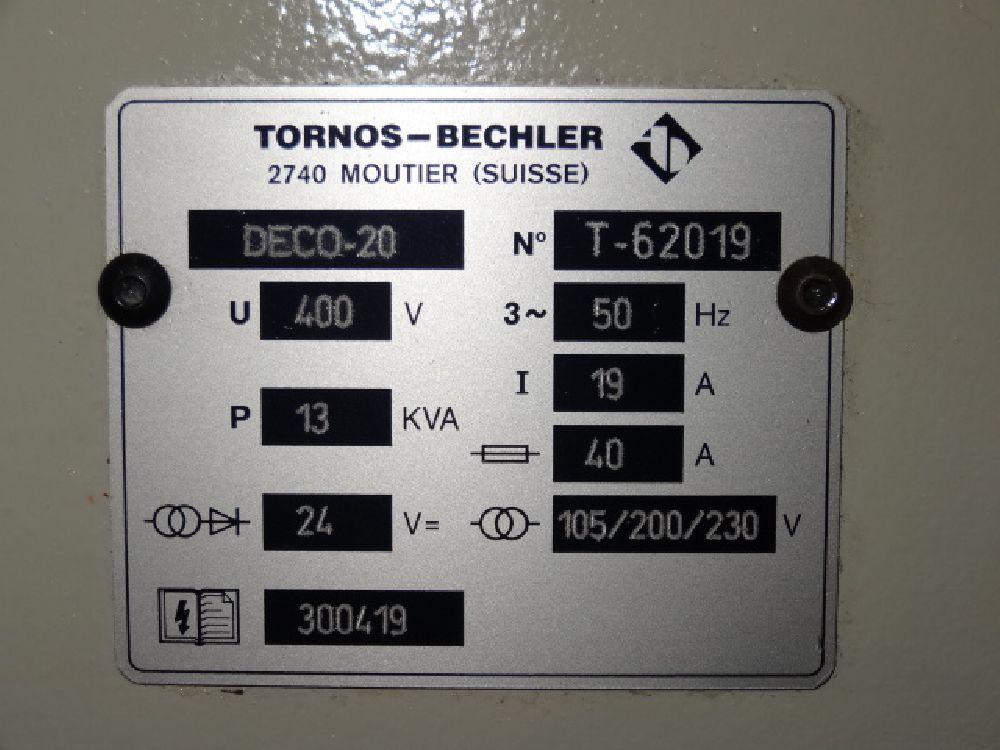 TORNOS-BECHLER
2740 MOUTIER (SUISSE)
DECO-20 Nº T-62019
U 400 V 3~ 50 Hz
I 19 A
P 13 KVA
40 A
24 V= 105/200/230 V
300419